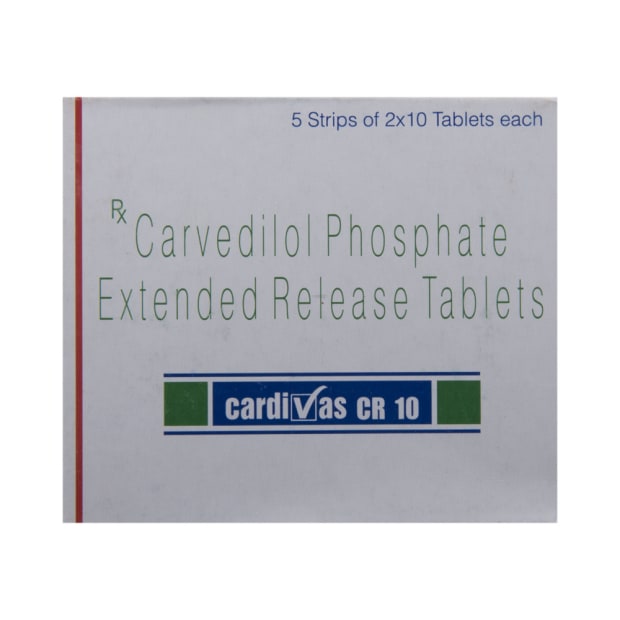 5 Strips of 2x10 Tablets each
Rx Carvedilol Phosphate
Extended Release Tablets
cardivas CR 10